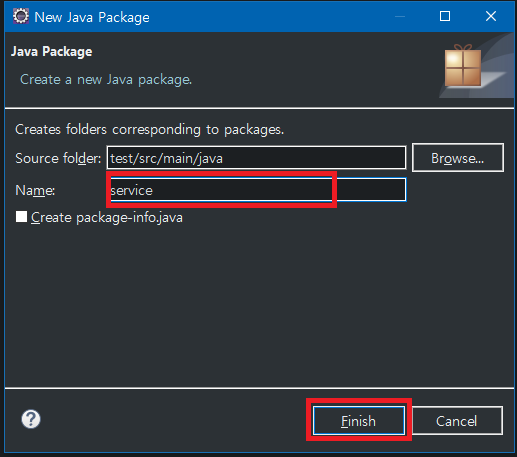 New Java Package
Java Package
Create a new Java package.
Creates folders corresponding to packages.
Source folder: test/src/main/java Browse...
Name: service
Create package-info.java
? Finish Cancel